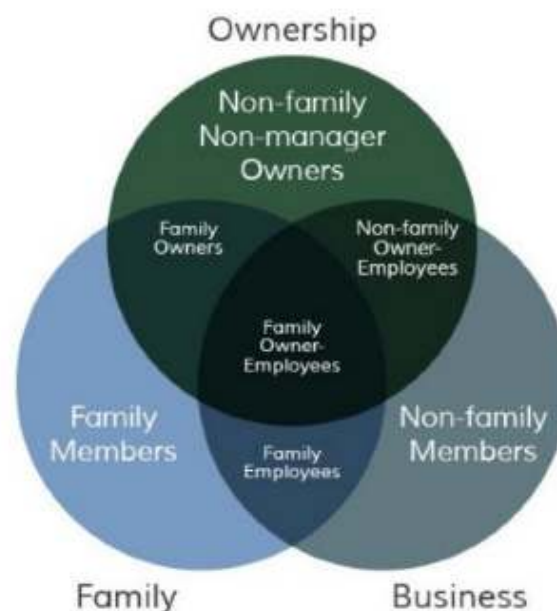 Ownership
Non-family
Non-manager
Owners
Family
Owners
Non-family
Owner-
Employees
Family
Owner-
Employees
Family
Members
Family
Employees
Non-family
Members
Family
Business